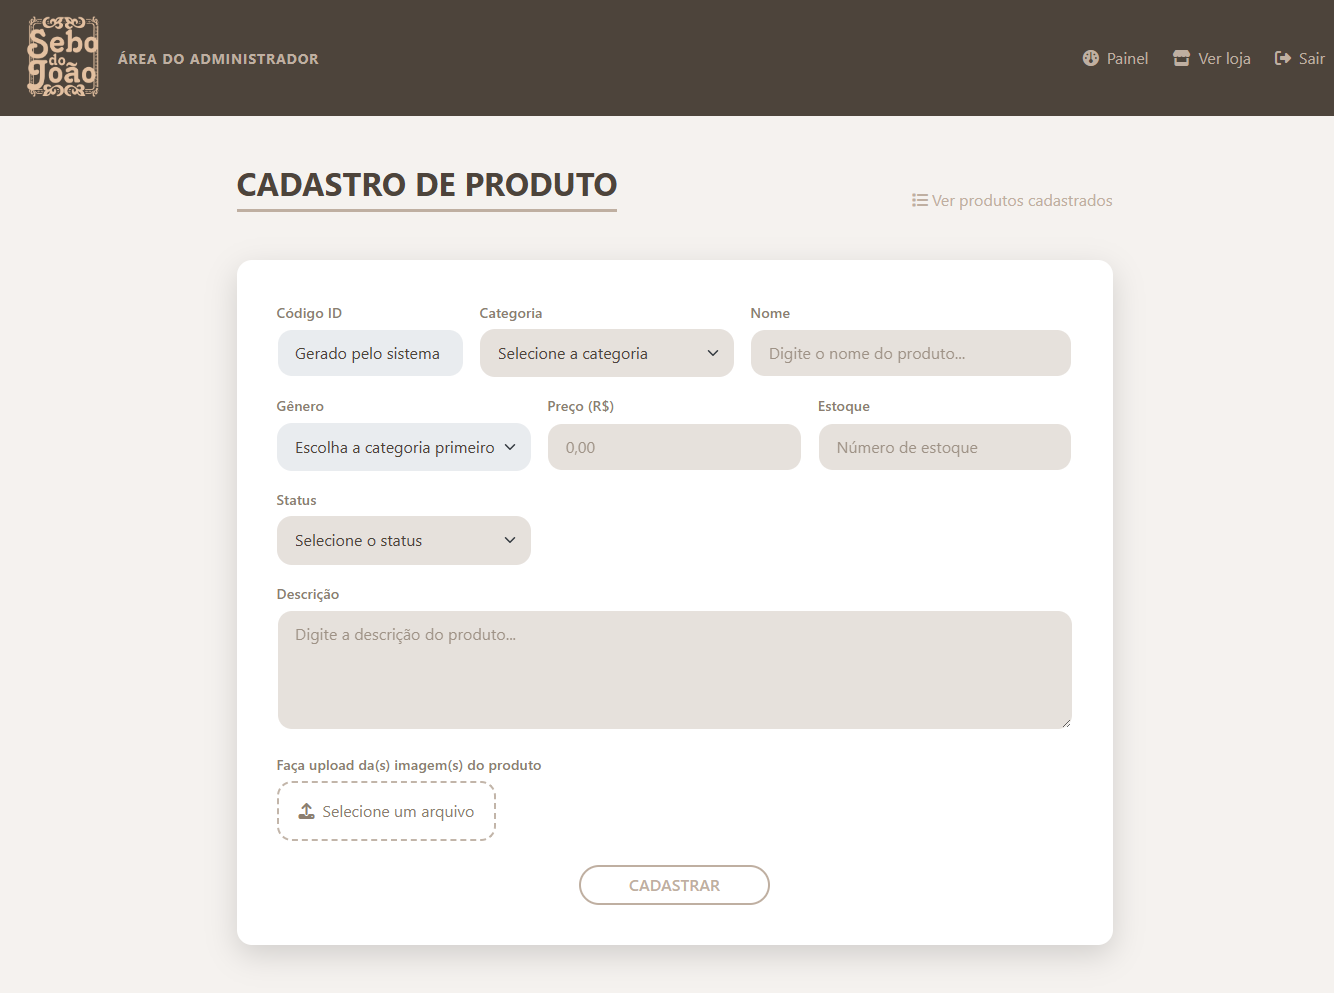 Sebo
do
João
ÁREA DO ADMINISTRADOR
Painel
Ver loja
Sair
CADASTRO DE PRODUTO
Ver produtos cadastrados
Código ID
Categoria
Nome
Gerado pelo sistema
Selecione a categoria
Digite o nome do produto...
Gênero
Preço (R$)
Estoque
Escolha a categoria primeiro
0,00
Número de estoque
Status
Selecione o status
Descrição
Digite a descrição do produto...
Faça upload da(s) imagem(s) do produto
Selecione um arquivo
CADASTRAR